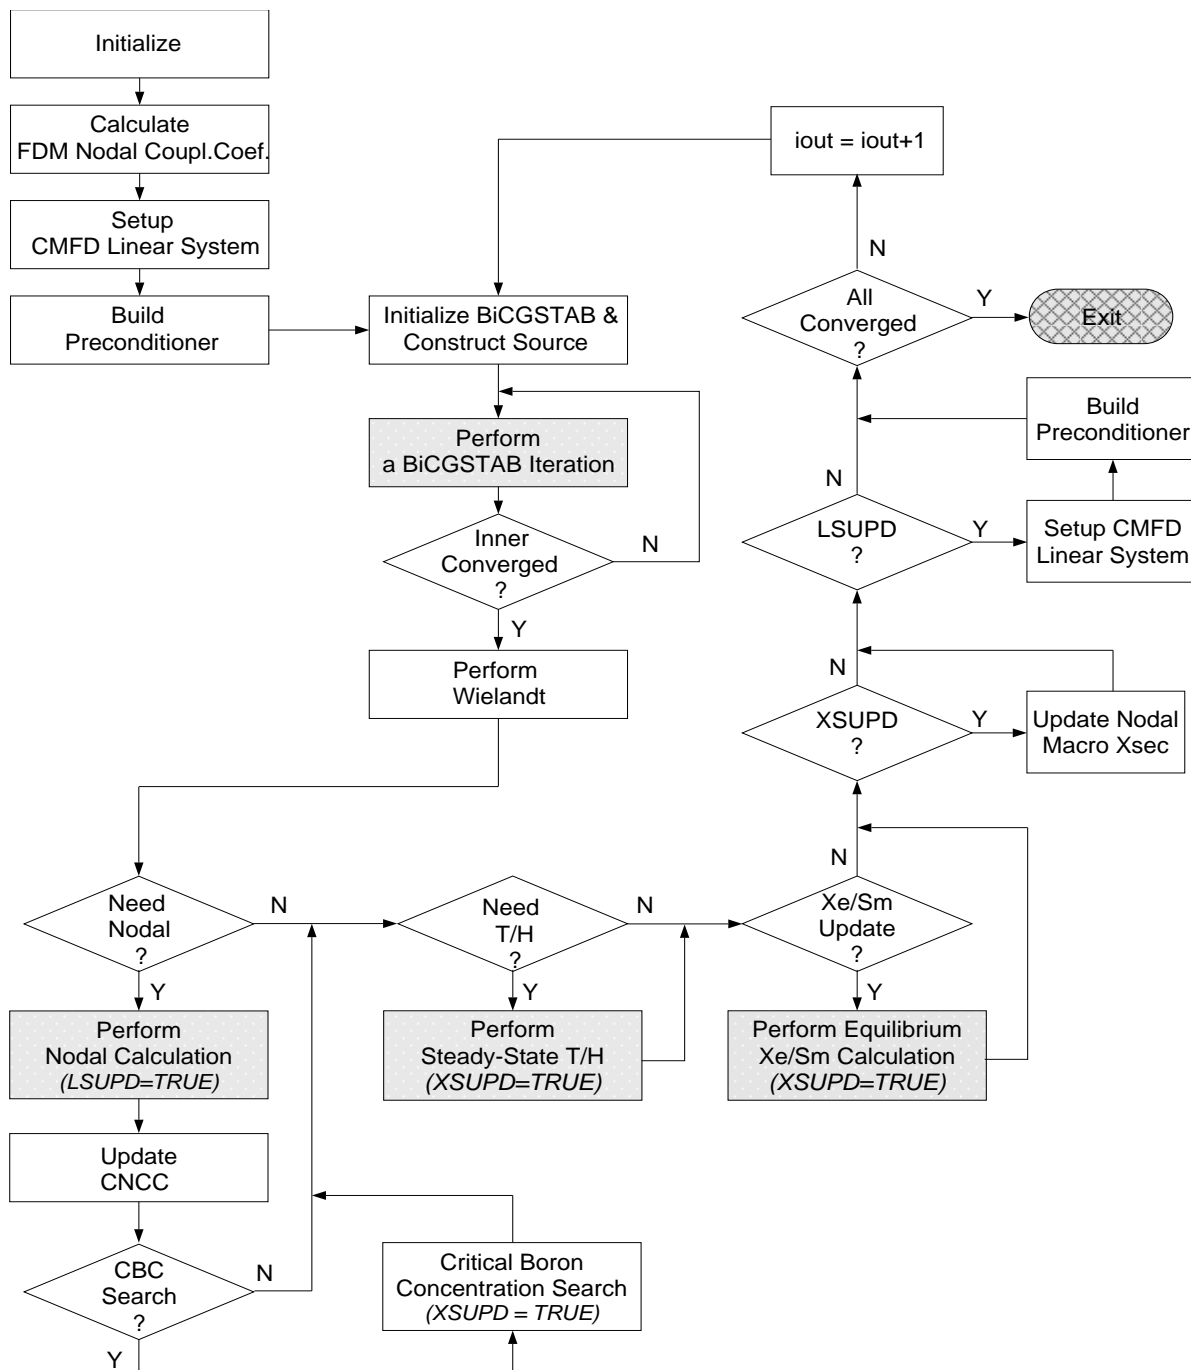 Initialize
Calculate
FDM Nodal Coupl.Coef.
Setup
CMFD Linear System
Build
Preconditioner
Initialize BiCGSTAB &
Construct Source
Perform
a BiCGSTAB Iteration
Inner
Converged
?
N
Y
Perform
Wielandt
iout = iout+1
N
All
Converged
?
Y
Exit
Build
Preconditioner
N
LSUPD
?
Y
Setup CMFD
Linear System
N
XSUPD
?
Y
Update Nodal
Macro Xsec
N
Need
Nodal
?
N
Y
Need
T/H
?
N
Y
Xe/Sm
Update
?
Y
Perform
Nodal Calculation
(LSUPD=TRUE)
Perform
Steady-State T/H
(XSUPD=TRUE)
Perform Equilibrium
Xe/Sm Calculation
(XSUPD=TRUE)
Update
CNCC
CBC
Search
?
N
Y
Critical Boron
Concentration Search
(XSUPD = TRUE)